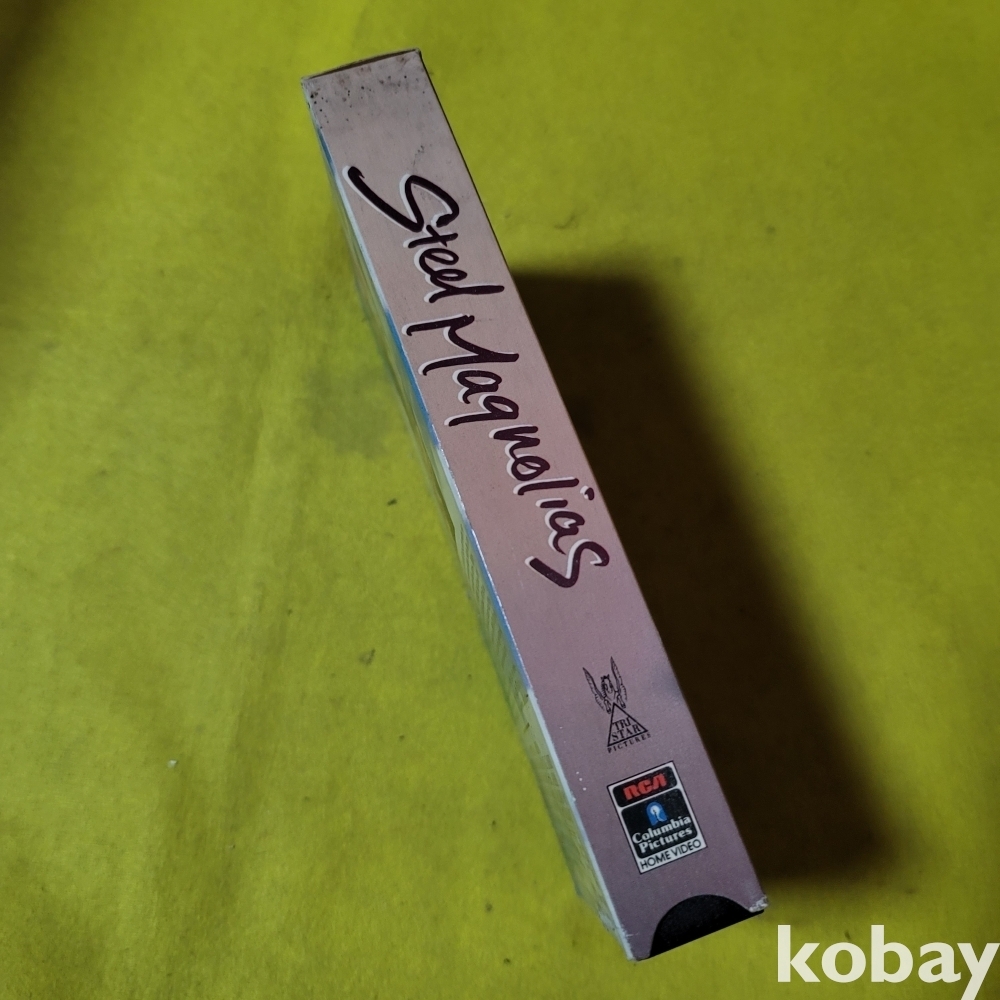 Steel Magnolias
TRI
STAR
PICTURES
RCA
Columbia
Pictures
HOME VIDEO
kobay